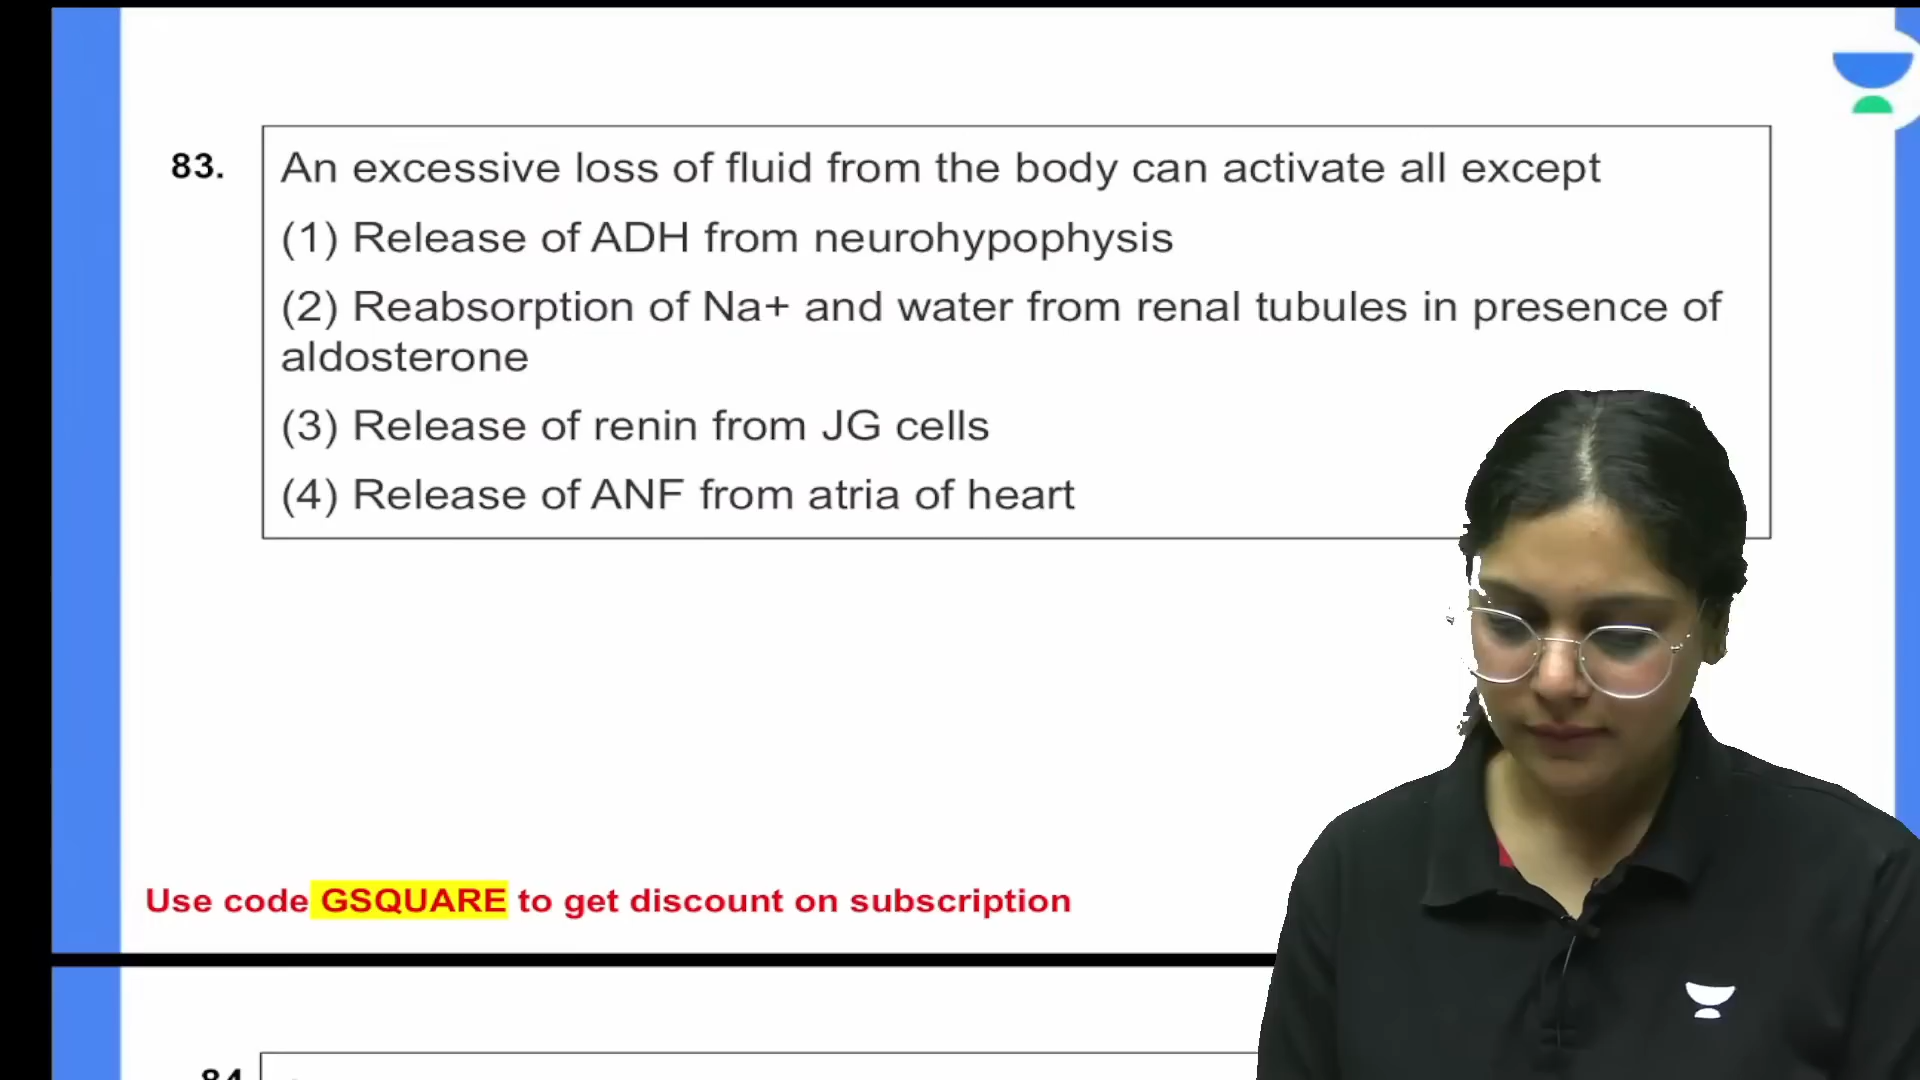 83.
An excessive loss of fluid from the body can activate all except
(1) Release of ADH from neurohypophysis
(2) Reabsorption of Na+ and water from renal tubules in presence of
aldosterone
(3) Release of renin from JG cells
(4) Release of ANF from atria of heart
Use code GSQUARE to get discount on subscription
84